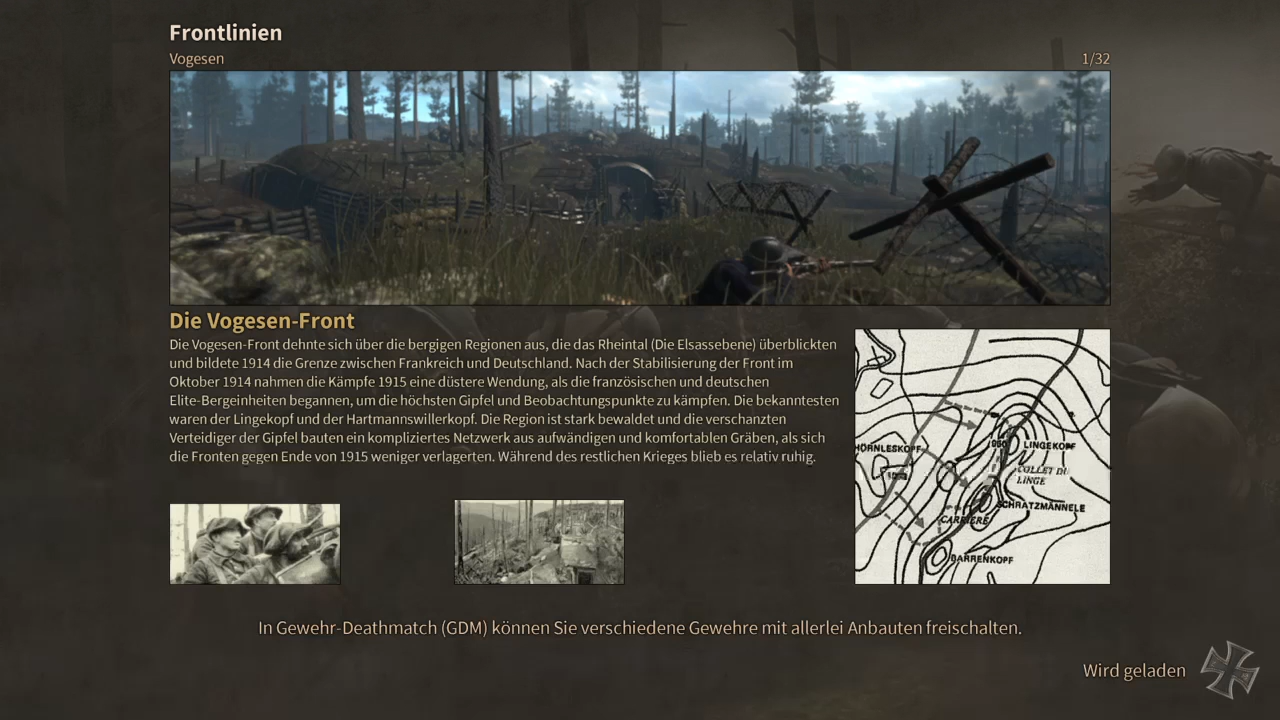 Frontlinien
Vogesen
1/32
Die Vogesen-Front
Die Vogesen-Front dehnte sich über die bergigen Regionen aus, die das Rheintal (Die Elsassebene) überblickten
und bildete 1914 die Grenze zwischen Frankreich und Deutschland. Nach der Stabilisierung der Front im
Oktober 1914 nahmen die Kämpfe 1915 eine düstere Wendung, als die französischen und deutschen
Elite-Bergeinheiten begannen, um die höchsten Gipfel und Beobachtungspunkte zu kämpfen. Die bekanntesten
waren der Lingekopf und der Hartmannswillerkopf. Die Region ist stark bewaldet und die verschanzten
Verteidiger der Gipfel bauten ein kompliziertes Netzwerk aus aufwändigen und komfortablen Gräben, als sich
die Fronten gegen Ende von 1915 weniger verlagerten. Während des restlichen Krieges blieb es relativ ruhig.
HÖRNLESKOPF
LINGEKOPF
COLLET DU
LINGE
SCHRATZMÄNNELE
CARRIÈRE
BARRENKOPF
In Gewehr-Deathmatch (GDM) können Sie verschiedene Gewehre mit allerlei Anbauten freischalten.
Wird geladen